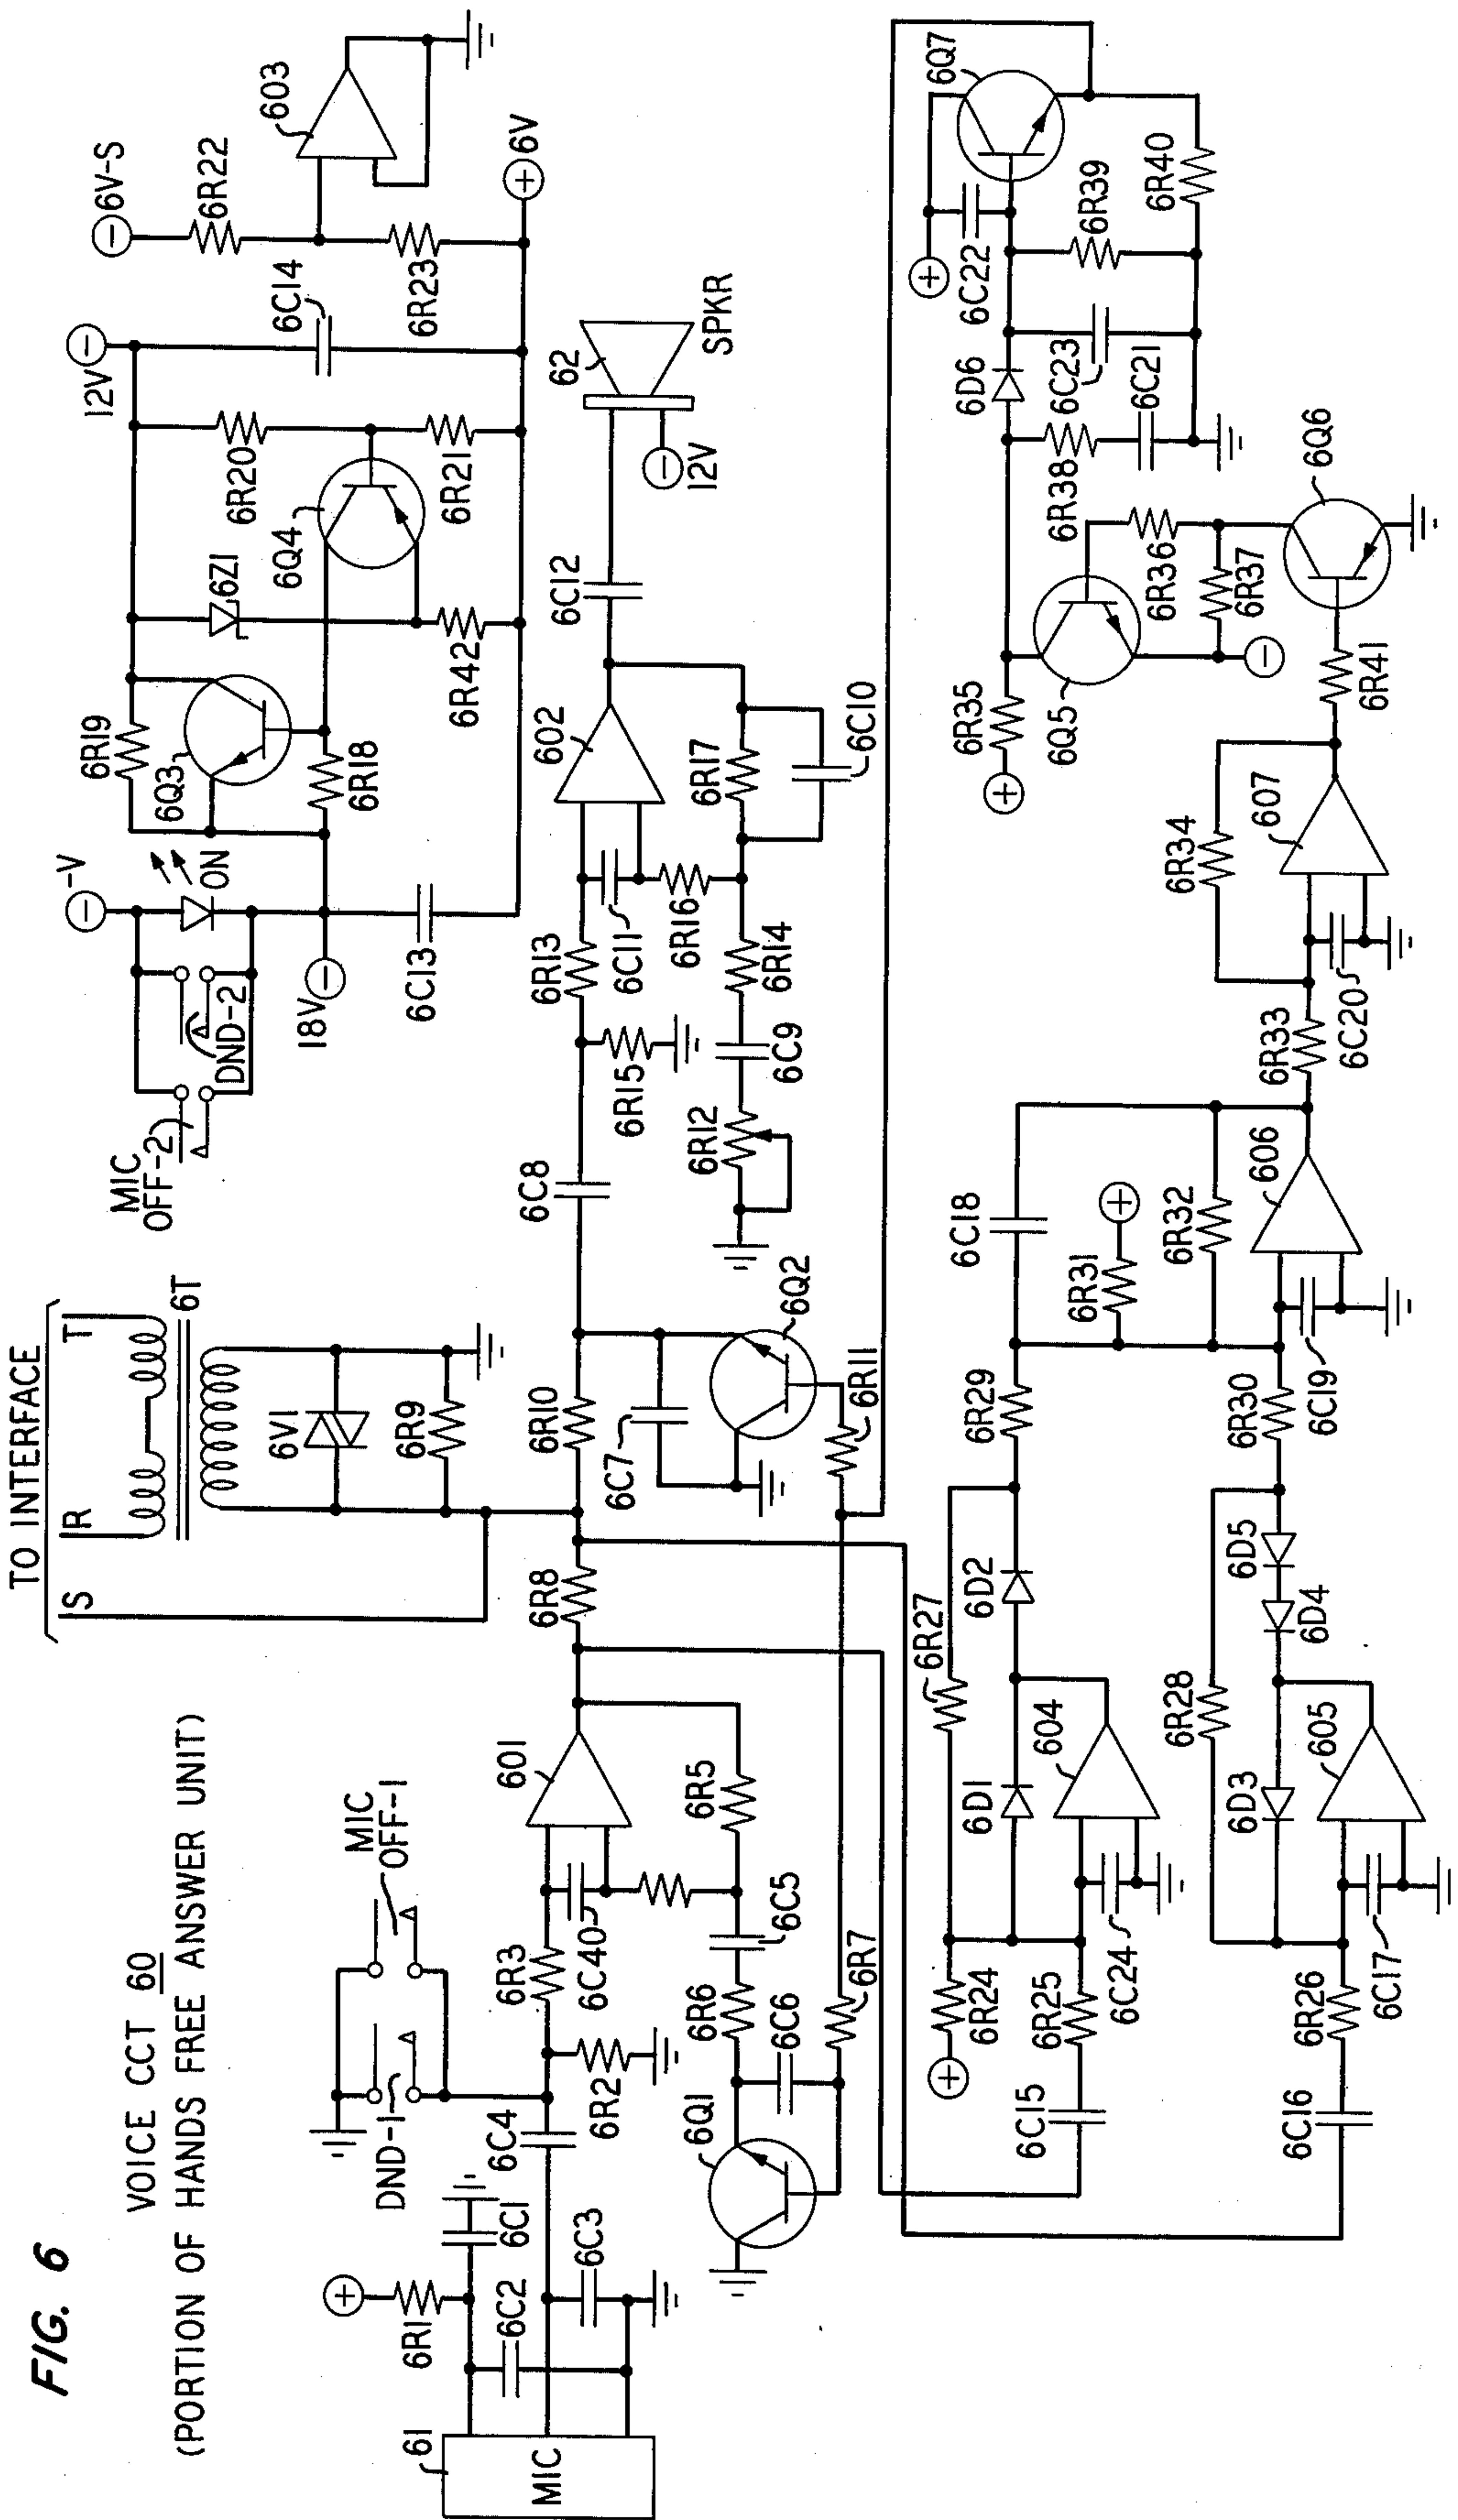 FIG. 6
VOICE CCT 60
(PORTION OF HANDS FREE ANSWER UNIT)
TO INTERFACE
S
R
T
6T
6V1
6R9
MIC
OFF-2
DND-2
ON
-V
18V
6C13
6R19
6Q3
6R18
6Z1
6R42
6Q4
6R20
6R21
12V
6C14
6V-S
6R22
6R23
603
6V
61
MIC
6R1
6C1
6C2
6C3
DND-1
MIC
OFF-1
6C4
6R2
6R3
6C40
601
6R5
6C5
6R6
6C6
6Q1
6R7
6R8
6R10
6C7
6Q2
6R11
6C8
6R15
6R13
6C11
6R16
6R12
6C9
6R14
602
6R17
6C10
6C12
62
SPKR
12V
6C15
6R24
6R25
6C24
6D1
604
6R27
6D2
6R29
6C18
6R31
6R32
6C16
6R26
6C17
6D3
605
6R28
6D4
6D5
6R30
6C19
606
6R33
6C20
607
6R34
6R41
6R35
6Q5
6R36
6R37
6Q6
6R38
6D6
6C23
6C21
6C22
6R39
6R40
6Q7